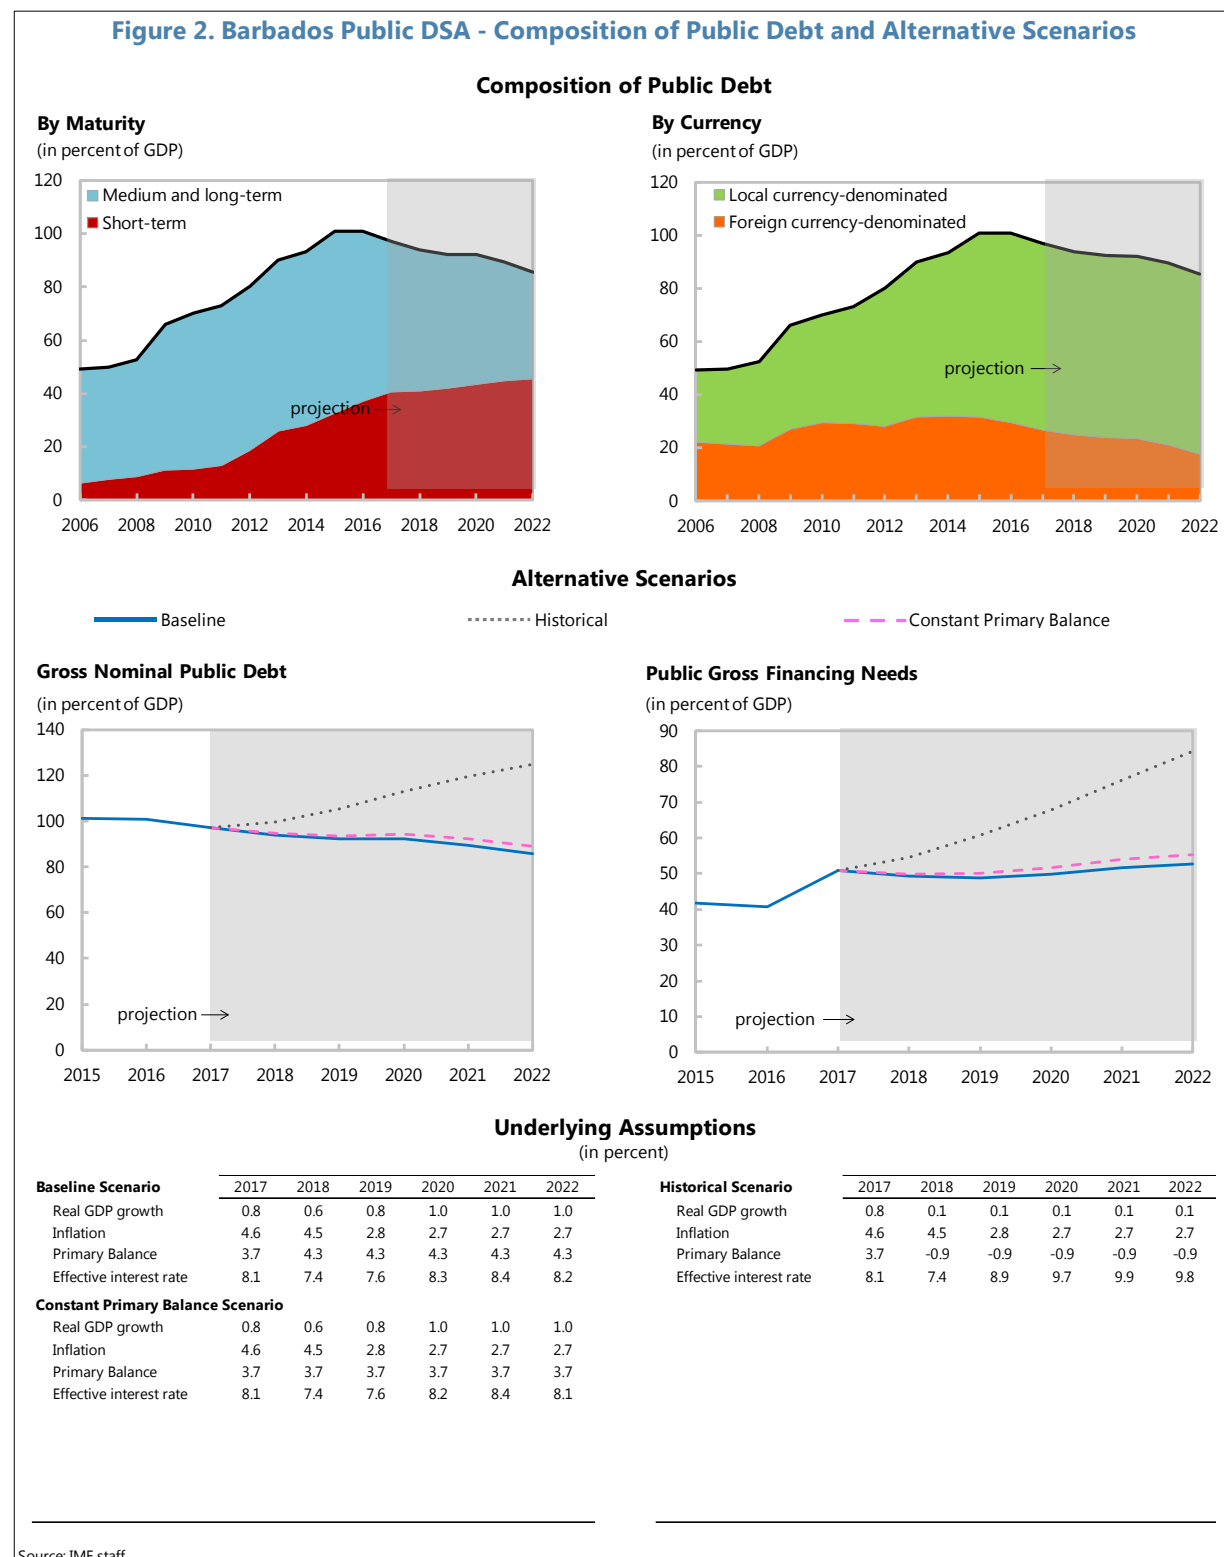 Figure 2. Barbados Public DSA - Composition of Public Debt and Alternative Scenarios
Composition of Public Debt
By Maturity
(in percent of GDP)
120
100
80
60
40
20
0
Medium and long-term
Short-term
projection
2006 2008 2010 2012 2014 2016 2018 2020 2022
By Currency
(in percent of GDP)
120
100
80
60
40
20
0
Local currency-denominated
Foreign currency-denominated
projection
2006 2008 2010 2012 2014 2016 2018 2020 2022
Alternative Scenarios
Baseline Historical Constant Primary Balance
Gross Nominal Public Debt
(in percent of GDP)
140
120
100
80
60
40
20
0
projection
2015 2016 2017 2018 2019 2020 2021 2022
Public Gross Financing Needs
(in percent of GDP)
90
80
70
60
50
40
30
20
10
0
projection
2015 2016 2017 2018 2019 2020 2021 2022
Underlying Assumptions
(in percent)
Baseline Scenario 2017 2018 2019 2020 2021 2022
Real GDP growth 0.8 0.6 0.8 1.0 1.0 1.0
Inflation 4.6 4.5 2.8 2.7 2.7 2.7
Primary Balance 3.7 4.3 4.3 4.3 4.3 4.3
Effective interest rate 8.1 7.4 7.6 8.3 8.4 8.2
Constant Primary Balance Scenario
Real GDP growth 0.8 0.6 0.8 1.0 1.0 1.0
Inflation 4.6 4.5 2.8 2.7 2.7 2.7
Primary Balance 3.7 3.7 3.7 3.7 3.7 3.7
Effective interest rate 8.1 7.4 7.6 8.2 8.4 8.1
Historical Scenario 2017 2018 2019 2020 2021 2022
Real GDP growth 0.8 0.1 0.1 0.1 0.1 0.1
Inflation 4.6 4.5 2.8 2.7 2.7 2.7
Primary Balance 3.7 -0.9 -0.9 -0.9 -0.9 -0.9
Effective interest rate 8.1 7.4 8.9 9.7 9.9 9.8
Source: IMF staff